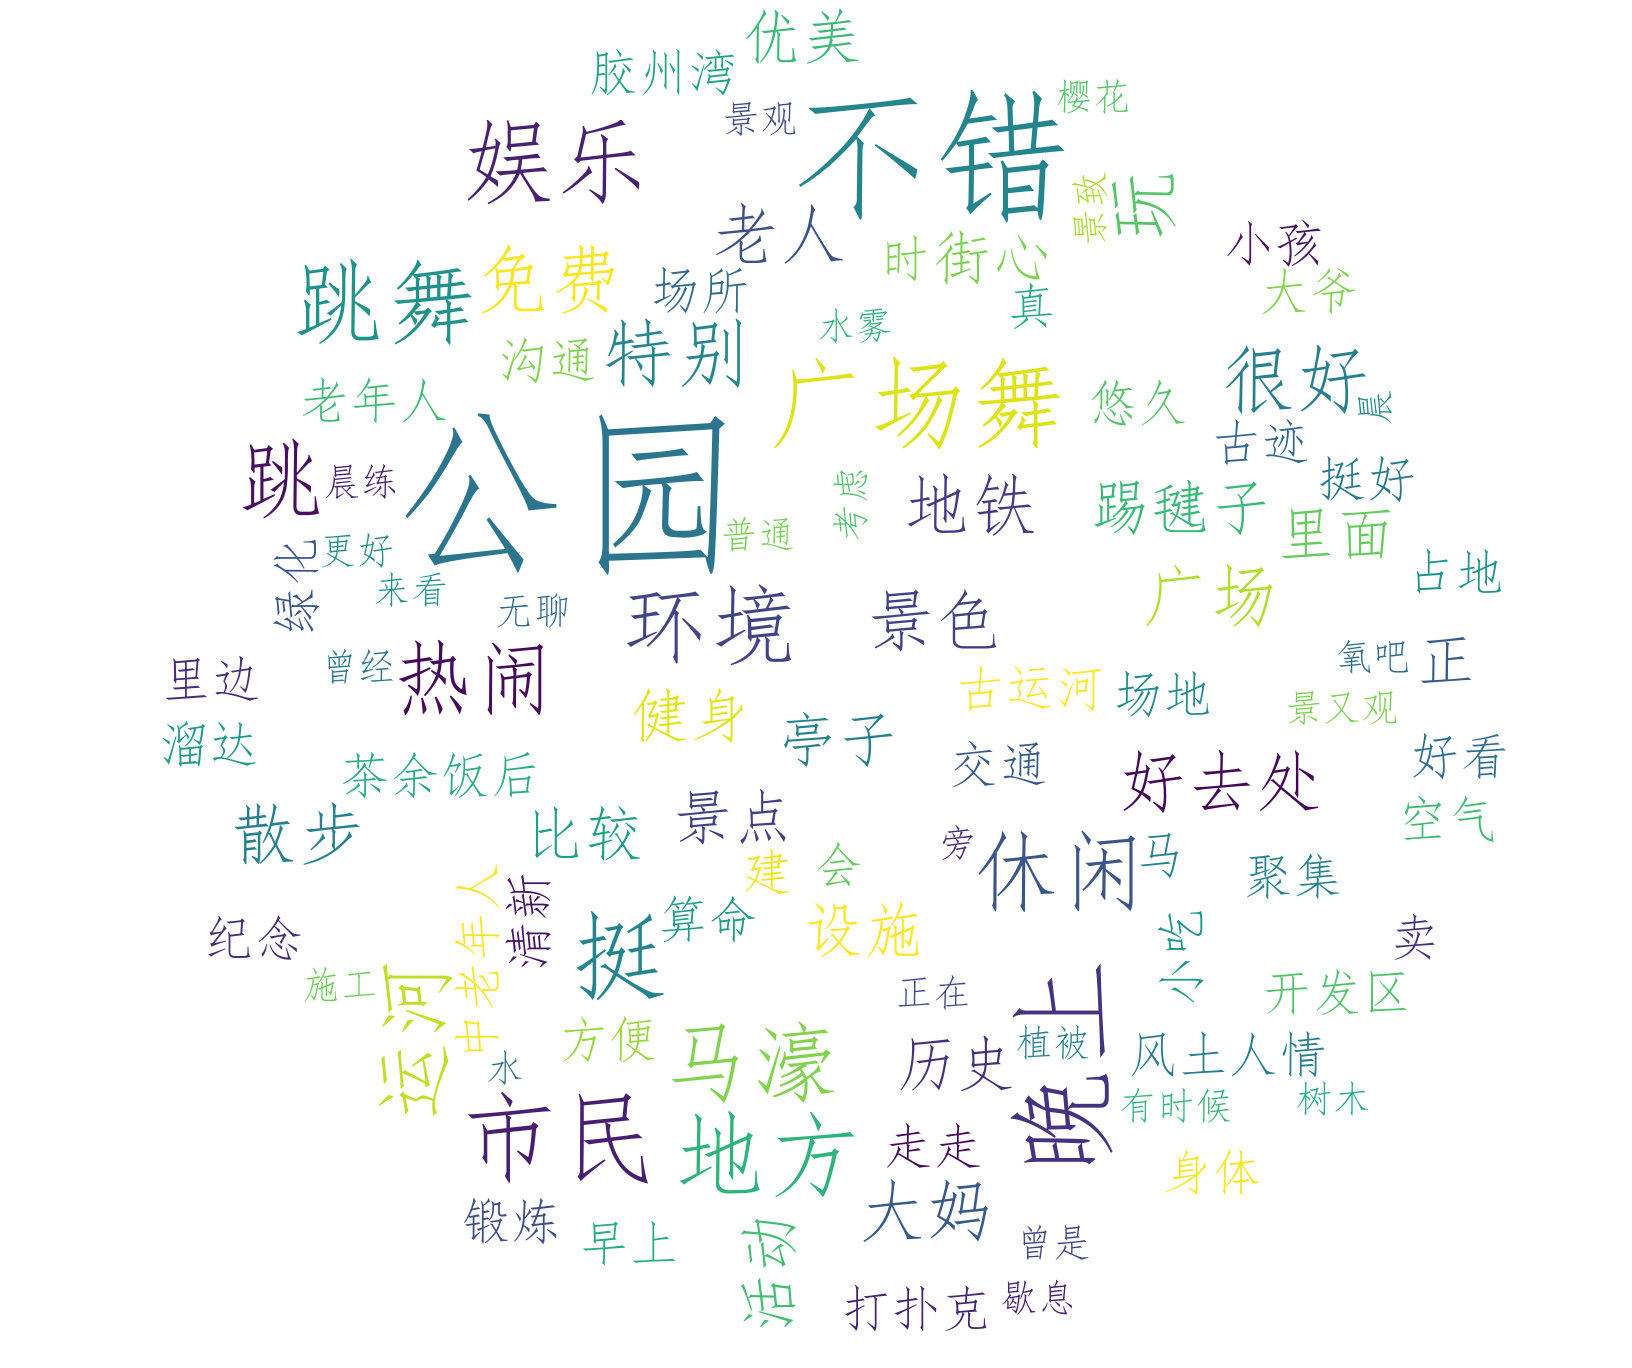 优美
胶州湾
樱花
景观
不错
娱乐
景致
玩
老人
小孩
时街心
跳舞
免费
场所
大爷
真
水雾
特别
沟通
很好
广场舞
老年人
悠久
晨
公园
古迹
跳
晨练
挺好
考虑
地铁
踢毽子
里面
普通
更好
绿化
占地
来看
广场
环境
景色
无聊
热闹
曾经
里边
氧吧
正
古运河
场地
景又观
健身
溜达
亭子
交通
好看
茶余饭后
好去处
景点
散步
比较
空气
旁
休闲
马
建
会
聚集
中老年人
清新
算命
设施
纪念
挺
小吃
卖
运河
施工
正在
开发区
晚上
方便
马濠
历史
植被
风土人情
水
有时候
树木
市民
地方
走走
身体
大妈
锻炼
早上
活动
曾是
打扑克
歇息